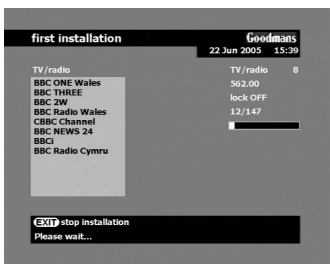 first installation
Goodmans
22 Jun 2005 15:39
TV/radio
TV/radio 8
BBC ONE Wales
562.00
BBC THREE
lock OFF
BBC 2W
BBC Radio Wales
12/147
CBBC Channel
BBC NEWS 24
BBCi
BBC Radio Cymru
EXIT stop installation
Please wait...